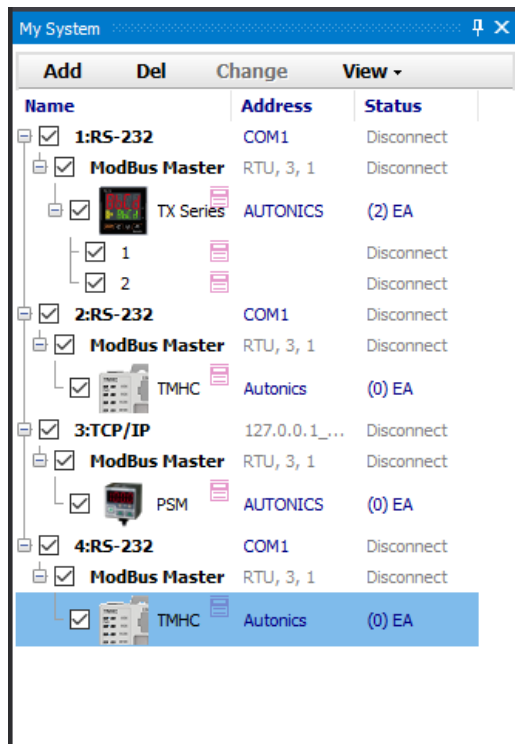 My System
Add Del Change View
Name Address Status
1:RS-232 COM1 Disconnect
ModBus Master RTU, 3, 1 Disconnect
TX Series AUTONICS (2) EA
1 Disconnect
2 Disconnect
2:RS-232 COM1 Disconnect
ModBus Master RTU, 3, 1 Disconnect
TMHC Autonics (0) EA
3:TCP/IP 127.0.0.1_... Disconnect
ModBus Master RTU, 3, 1 Disconnect
PSM AUTONICS (0) EA
4:RS-232 COM1 Disconnect
ModBus Master RTU, 3, 1 Disconnect
TMHC Autonics (0) EA